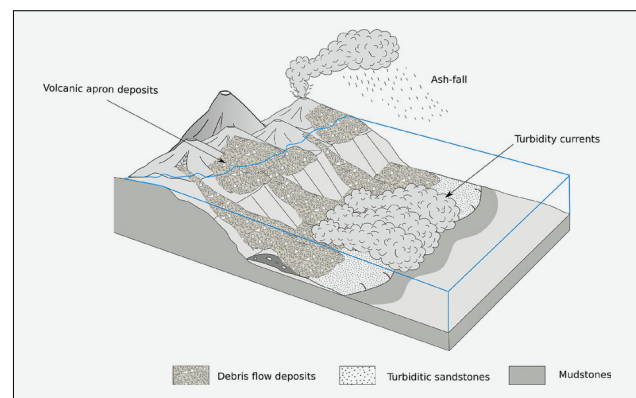 Ash-fall
Volcanic apron deposits
Turbidity currents
Debris flow deposits
Turbiditic sandstones
Mudstones